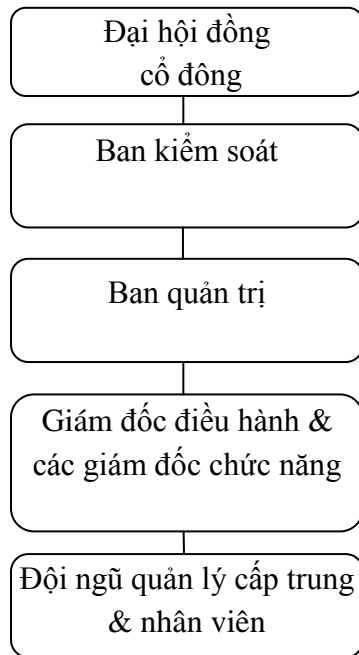 Đại hội đồng
cổ đông
Ban kiểm soát
Ban quản trị
Giám đốc điều hành &
các giám đốc chức năng
Đội ngũ quản lý cấp trung
& nhân viên